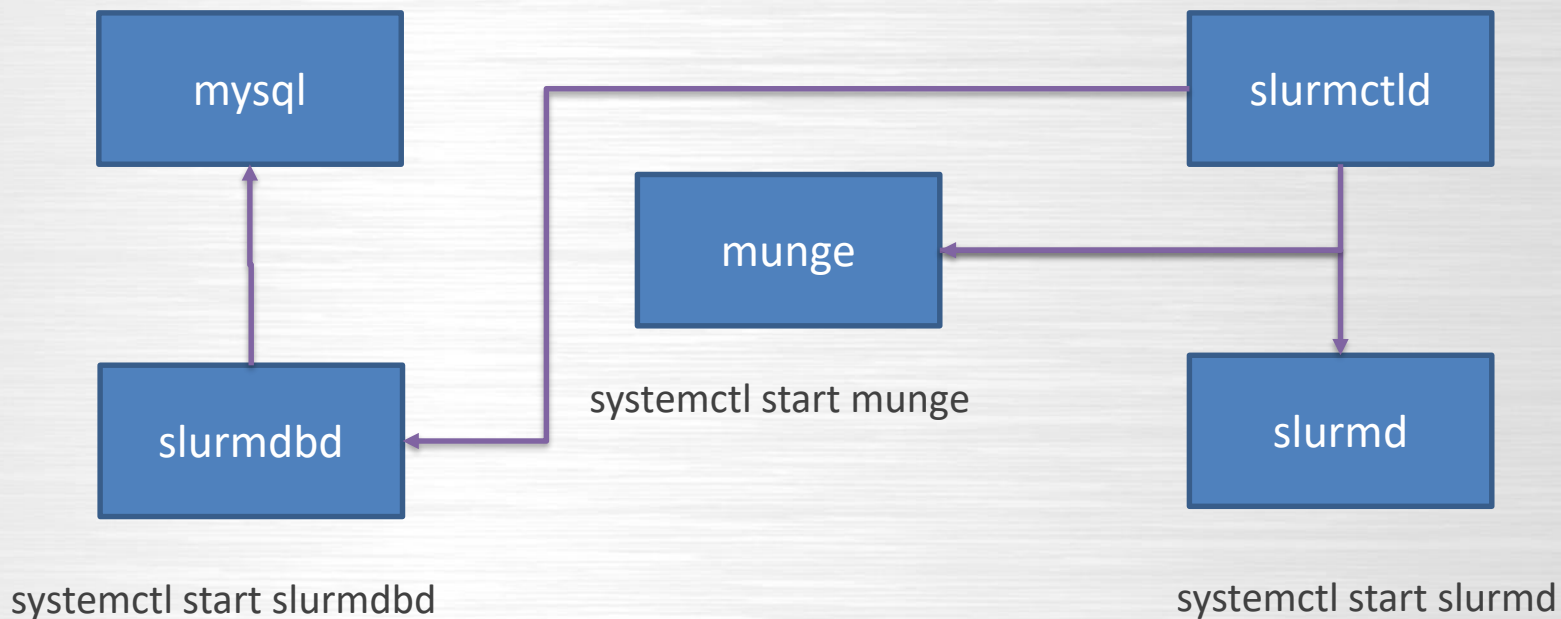 mysql
slurmctld
munge
systemctl start munge
slurmdbd
slurmd
systemctl start slurmdbd
systemctl start slurmd